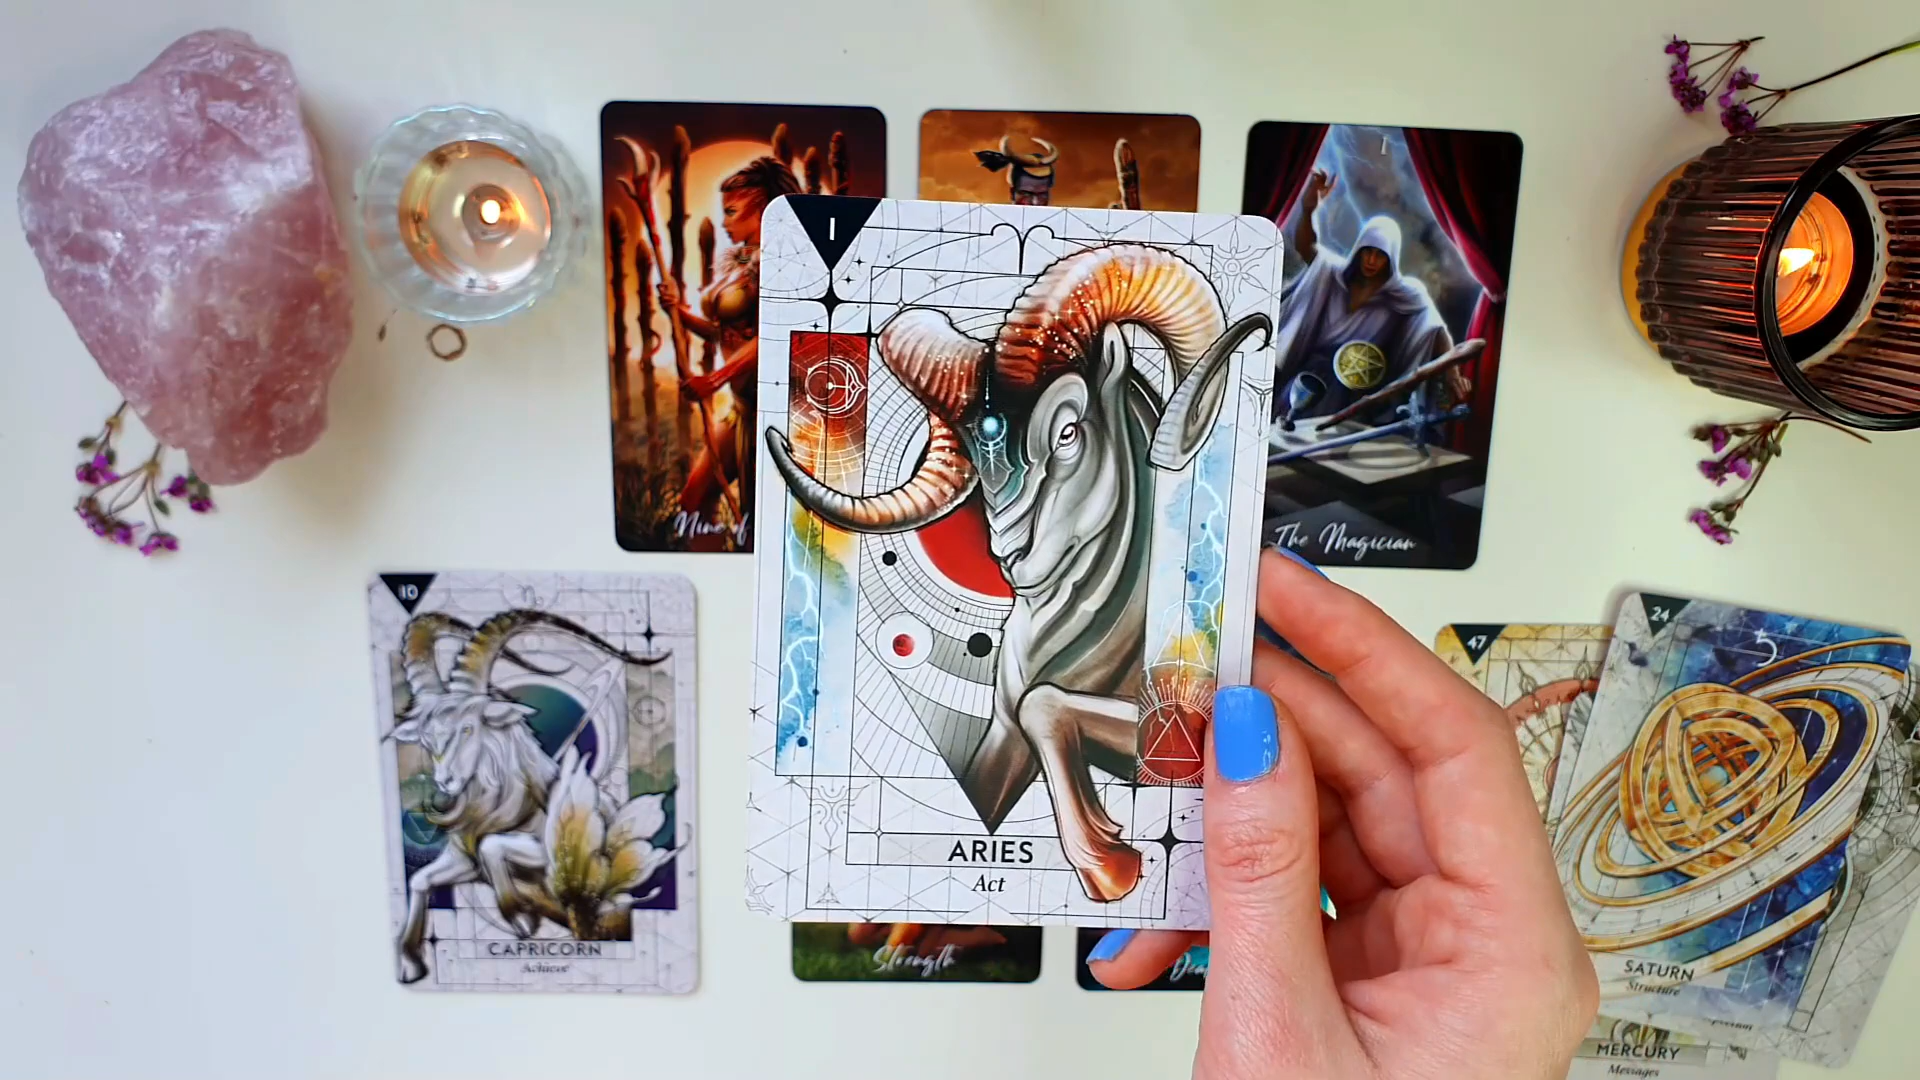 I
Nine of
The Magician
I
ARIES
Act
10
CAPRICORN
Achieve
Strength
47
24
SATURN
Structure
MERCURY
Messages